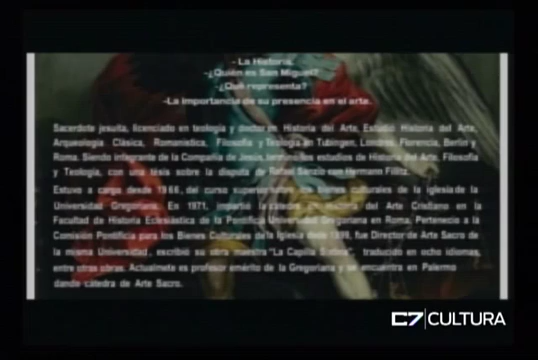 - La Historia.
-¿Quién es San Miguel?
-¿Qué representa?
-La importancia de su presencia en el arte.
Sacerdote jesuita, licenciado en teología y doctor en Historia del Arte, Estudió Historia del Arte,
Arqueología Clásica, Romanística, Filosofía y Teología en Tubingen, Londres, Florencia, Berlín y
Roma. Siendo integrante de la Compañía de Jesús, terminó los estudios de Historia del Arte, Filosofía
y Teología, con una tésis sobre la disputa de Rafael Sanzio con Hermann Fillitz.
Estuvo a cargo desde 1966, del curso superior sobre los bienes culturales de la iglesia de la
Universidad Gregoriana. En 1971, impartió la cátedra en Historia del Arte Cristiano en la
Facultad de Historia Eclesiástica de la Pontificia Universidad Gregoriana en Roma. Pertenecio a la
Comisión Pontificia para los Bienes Culturales de la Iglesia desde fue Director de Arte Sacro de
la misma Universidad, escribió su obra maestra "La Capilla Sixtina", traducido en ocho idiomas,
entre otras obras. Actualmete es profesor emérito de la Gregoriana y se encuentra en Palermo
dando cátedra de Arte Sacro.
C7 CULTURA